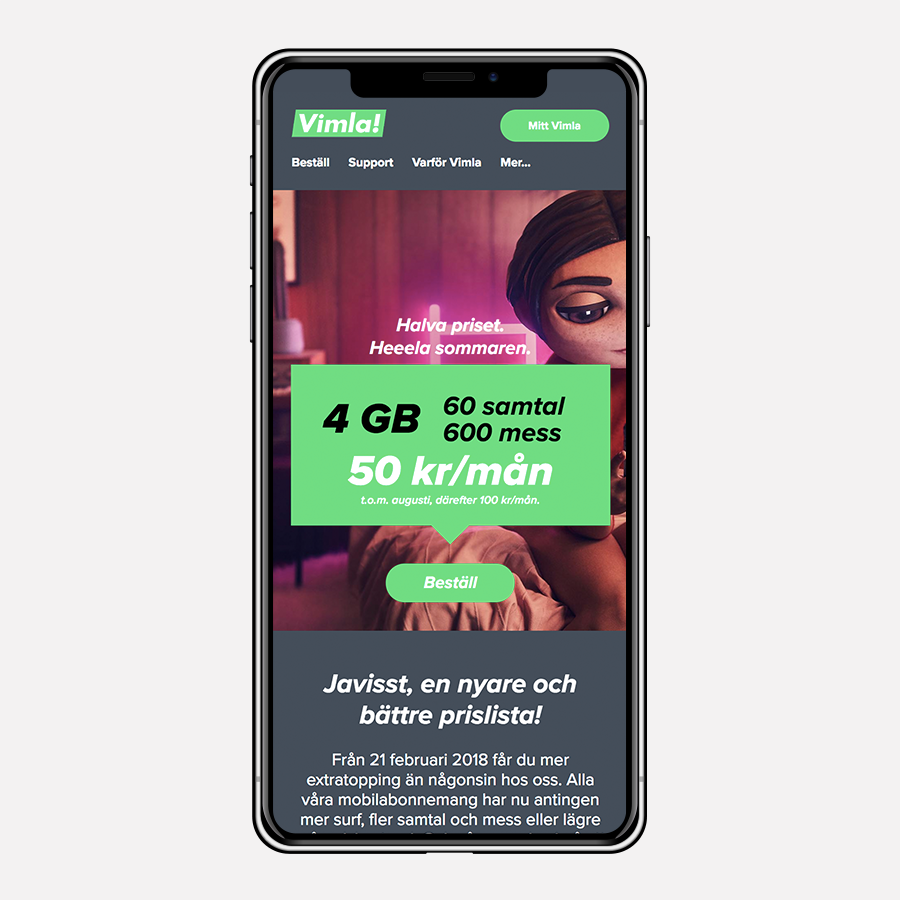 Vimla!
Mitt Vimla
Beställ Support Varför Vimla Mer...
Halva priset.
Heeela sommaren.
4 GB
60 samtal
600 mess
50 kr/mån
t.o.m. augusti, därefter 100 kr/mån.
Beställ
Javisst, en nyare och
bättre prislista!
Från 21 februari 2018 får du mer
extratopping än någonsin hos oss. Alla
våra mobilabonnemang har nu antingen
mer surf, fler samtal och mess eller lägre